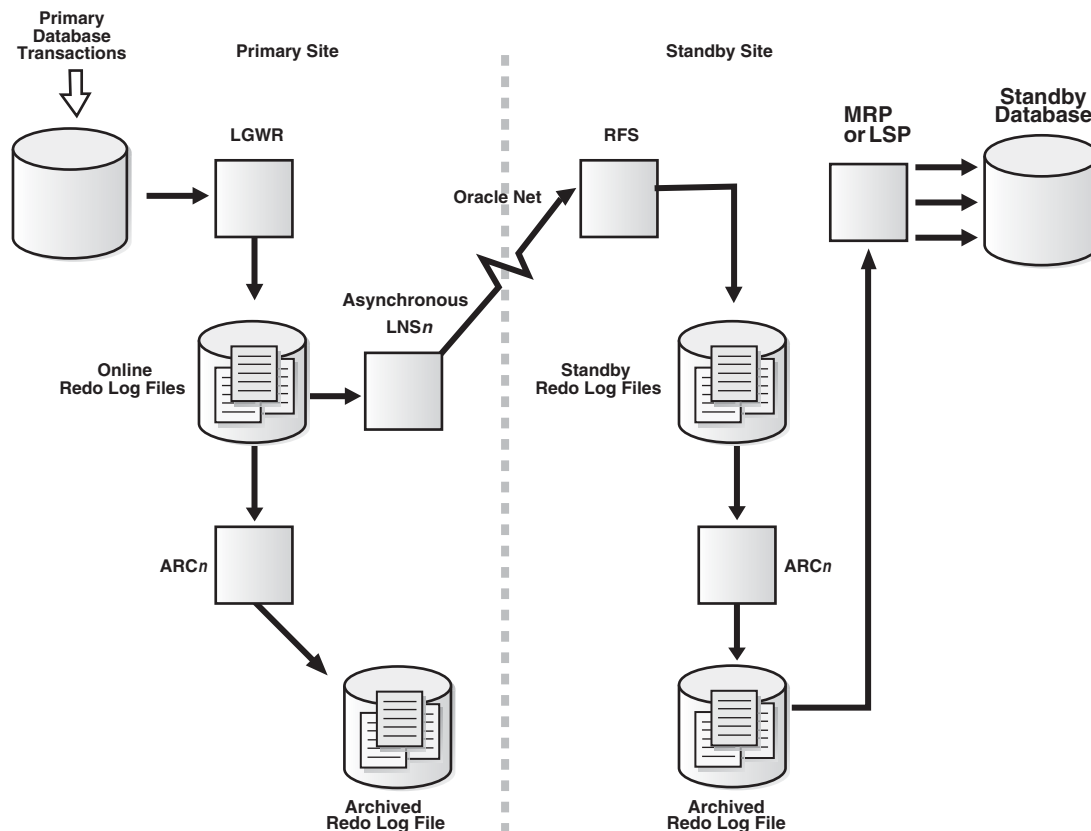 Primary
Database
Transactions
Primary Site
Standby Site
LGWR
RFS
MRP
or LSP
Standby
Database
Oracle Net
Asynchronous
LNSn
Online
Redo Log Files
Standby
Redo Log Files
ARCn
ARCn
Archived
Redo Log File
Archived
Redo Log File